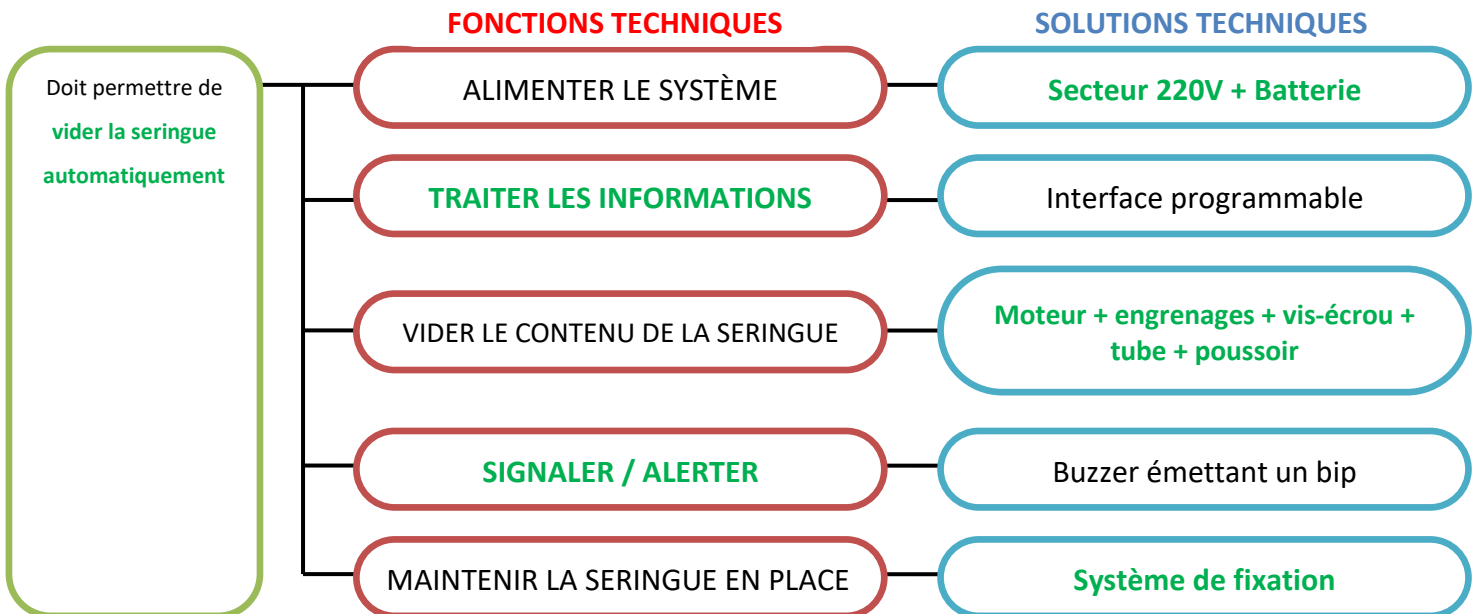 FONCTIONS TECHNIQUES
SOLUTIONS TECHNIQUES
Doit permettre de
vider la seringue
automatiquement
ALIMENTER LE SYSTÈME
Secteur 220V + Batterie
TRAITER LES INFORMATIONS
Interface programmable
VIDER LE CONTENU DE LA SERINGUE
Moteur + engrenages + vis-écrou +
tube + poussoir
SIGNALER / ALERTER
Buzzer émettant un bip
MAINTENIR LA SERINGUE EN PLACE
Système de fixation